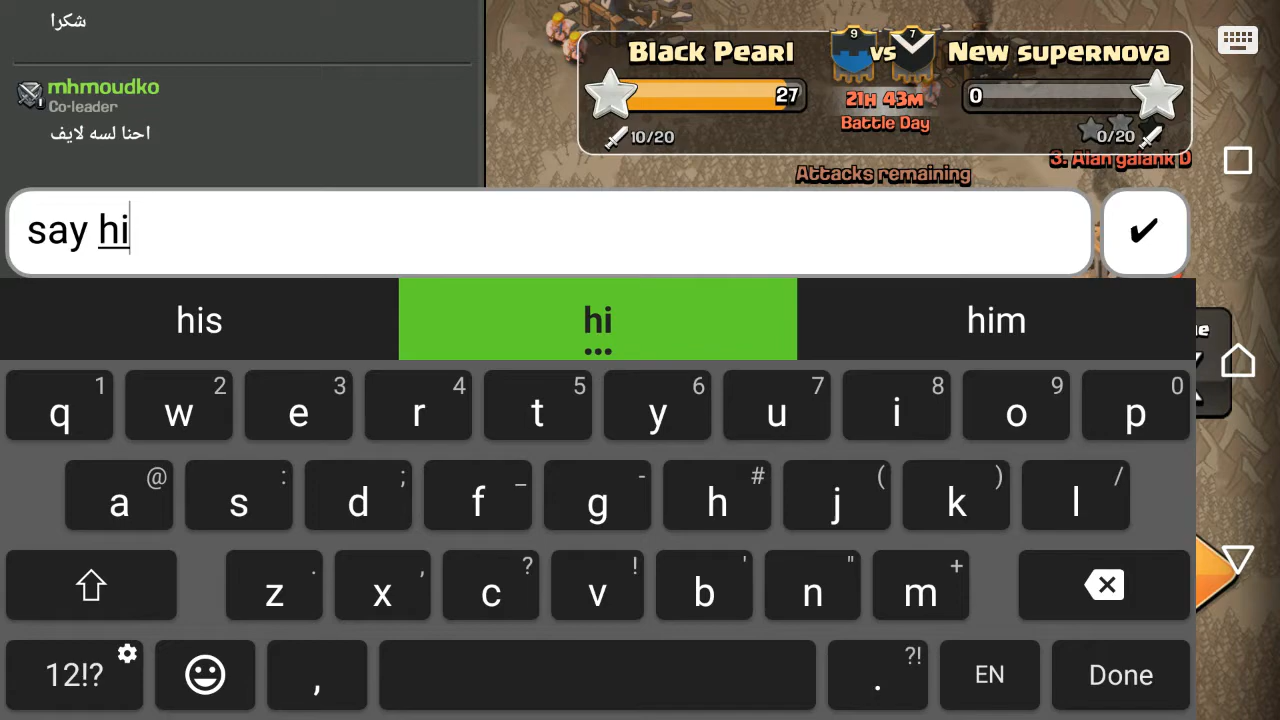 شكرا
mhmoudko
Co-leader
احنا لسه لايف
Black Pearl
9
vs
7
New supernova
27
21H 43M
0
Battle Day
10/20
0/20
3. Alan galank D
Attacks remaining
say hi
✔
his
hi
him
q 1 w 2 e 3 r 4 t 5 y 6 u 7 i 8 o 9 p 0
a @ s : d ; f _ g - h # j ( k ) l /
z . x , c ? v ! b ' n " m +
12!? , . ?! EN Done